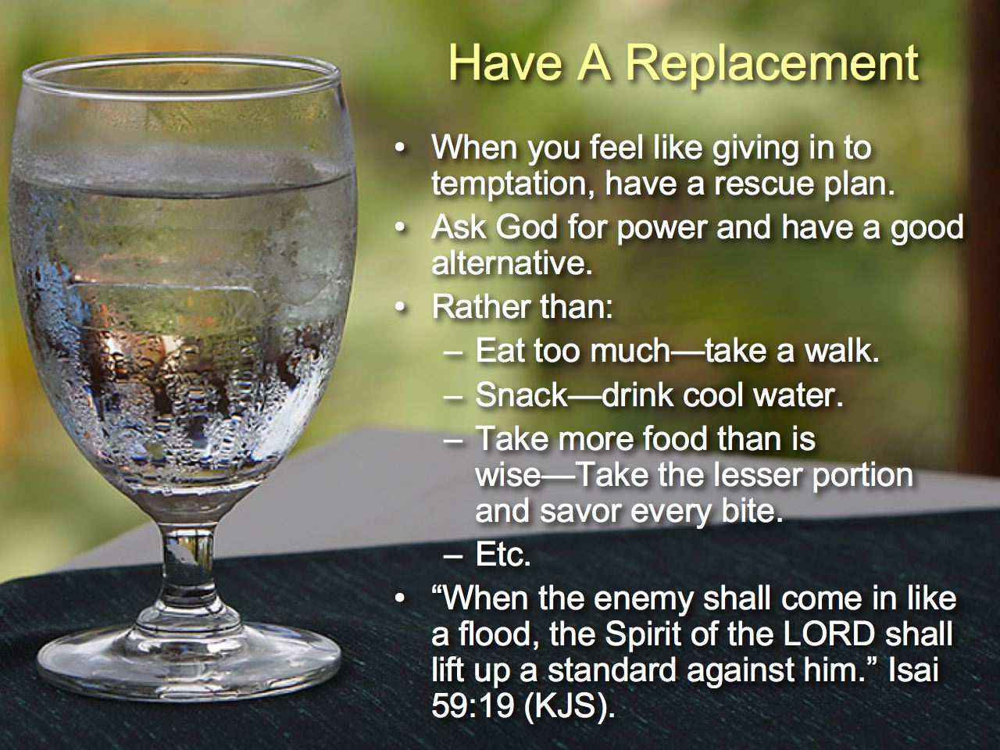 Have A Replacement
• When you feel like giving in to
temptation, have a rescue plan.
• Ask God for power and have a good
alternative.
• Rather than:
– Eat too much—take a walk.
– Snack—drink cool water.
– Take more food than is
wise—Take the lesser portion
and savor every bite.
– Etc.
• “When the enemy shall come in like
a flood, the Spirit of the LORD shall
lift up a standard against him.” Isai
59:19 (KJS).